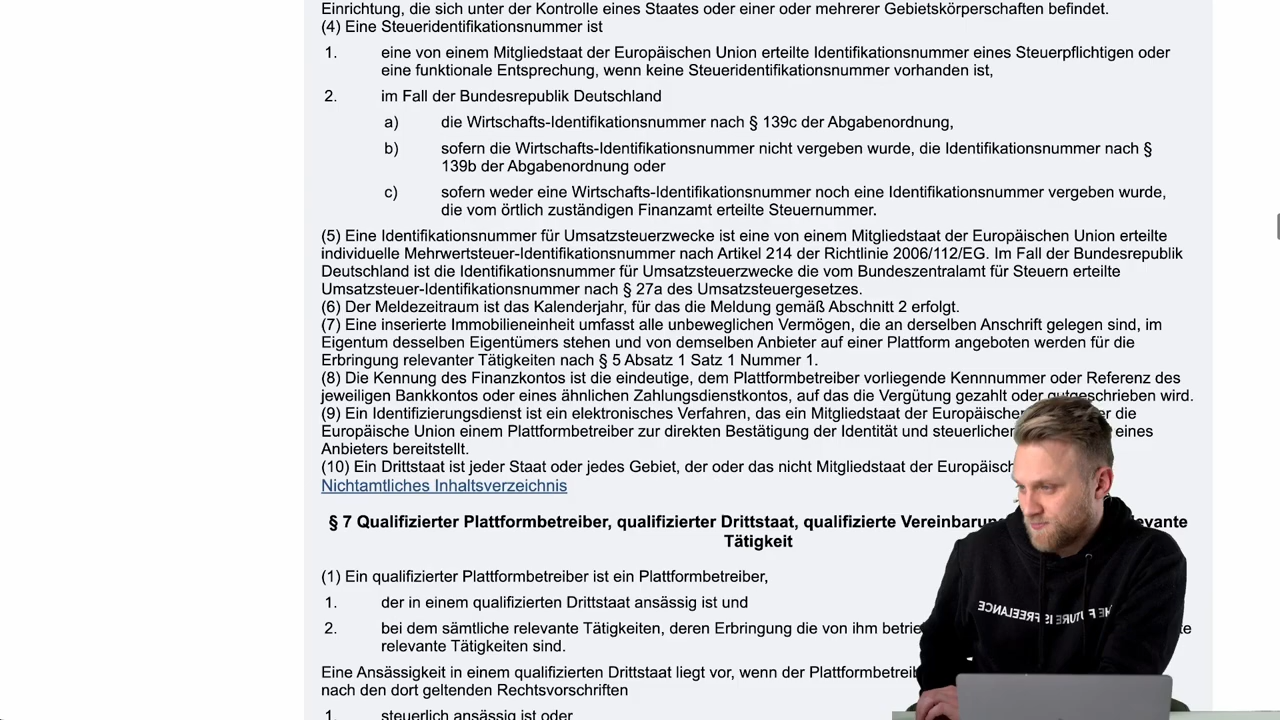 Einrichtung, die sich unter der Kontrolle eines Staates oder einer oder mehrerer Gebietskörperschaften befindet.
(4) Eine Steueridentifikationsnummer ist
1. eine von einem Mitgliedstaat der Europäischen Union erteilte Identifikationsnummer eines Steuerpflichtigen oder
eine funktionale Entsprechung, wenn keine Steueridentifikationsnummer vorhanden ist,
2. im Fall der Bundesrepublik Deutschland
a) die Wirtschafts-Identifikationsnummer nach § 139c der Abgabenordnung,
b) sofern die Wirtschafts-Identifikationsnummer nicht vergeben wurde, die Identifikationsnummer nach §
139b der Abgabenordnung oder
c) sofern weder eine Wirtschafts-Identifikationsnummer noch eine Identifikationsnummer vergeben wurde,
die vom örtlich zuständigen Finanzamt erteilte Steuernummer.
(5) Eine Identifikationsnummer für Umsatzsteuerzwecke ist eine von einem Mitgliedstaat der Europäischen Union erteilte
individuelle Mehrwertsteuer-Identifikationsnummer nach Artikel 214 der Richtlinie 2006/112/EG. Im Fall der Bundesrepublik
Deutschland ist die Identifikationsnummer für Umsatzsteuerzwecke die vom Bundeszentralamt für Steuern erteilte
Umsatzsteuer-Identifikationsnummer nach § 27a des Umsatzsteuergesetzes.
(6) Der Meldezeitraum ist das Kalenderjahr, für das die Meldung gemäß Abschnitt 2 erfolgt.
(7) Eine inserierte Immobilieneinheit umfasst alle unbeweglichen Vermögen, die an derselben Anschrift gelegen sind, im
Eigentum desselben Eigentümers stehen und von demselben Anbieter auf einer Plattform angeboten werden für die
Erbringung relevanter Tätigkeiten nach § 5 Absatz 1 Satz 1 Nummer 1.
(8) Die Kennung des Finanzkontos ist die eindeutige, dem Plattformbetreiber vorliegende Kennnummer oder Referenz des
jeweiligen Bankkontos oder eines ähnlichen Zahlungsdienstkontos, auf das die Vergütung gezahlt oder gutgeschrieben wird.
(9) Ein Identifizierungsdienst ist ein elektronisches Verfahren, das ein Mitgliedstaat der Europäischen die
Europäische Union einem Plattformbetreiber zur direkten Bestätigung der Identität und steuerlichen eines
Anbieters bereitstellt.
(10) Ein Drittstaat ist jeder Staat oder jedes Gebiet, der oder das nicht Mitgliedstaat der
Nichtamtliches Inhaltsverzeichnis
§ 7 Qualifizierter Plattformbetreiber, qualifizierter Drittstaat, qualifizierte
Tätigkeit
(1) Ein qualifizierter Plattformbetreiber ist ein Plattformbetreiber,
1. der in einem qualifizierten Drittstaat ansässig ist und
2. bei dem sämtliche relevante Tätigkeiten, deren Erbringung die von ihm
relevante Tätigkeiten sind.
Eine Ansässigkeit in einem qualifizierten Drittstaat liegt vor, wenn der
nach den dort geltenden Rechtsvorschriften
1. steuerlich ansässig ist oder
IS FREELANCE